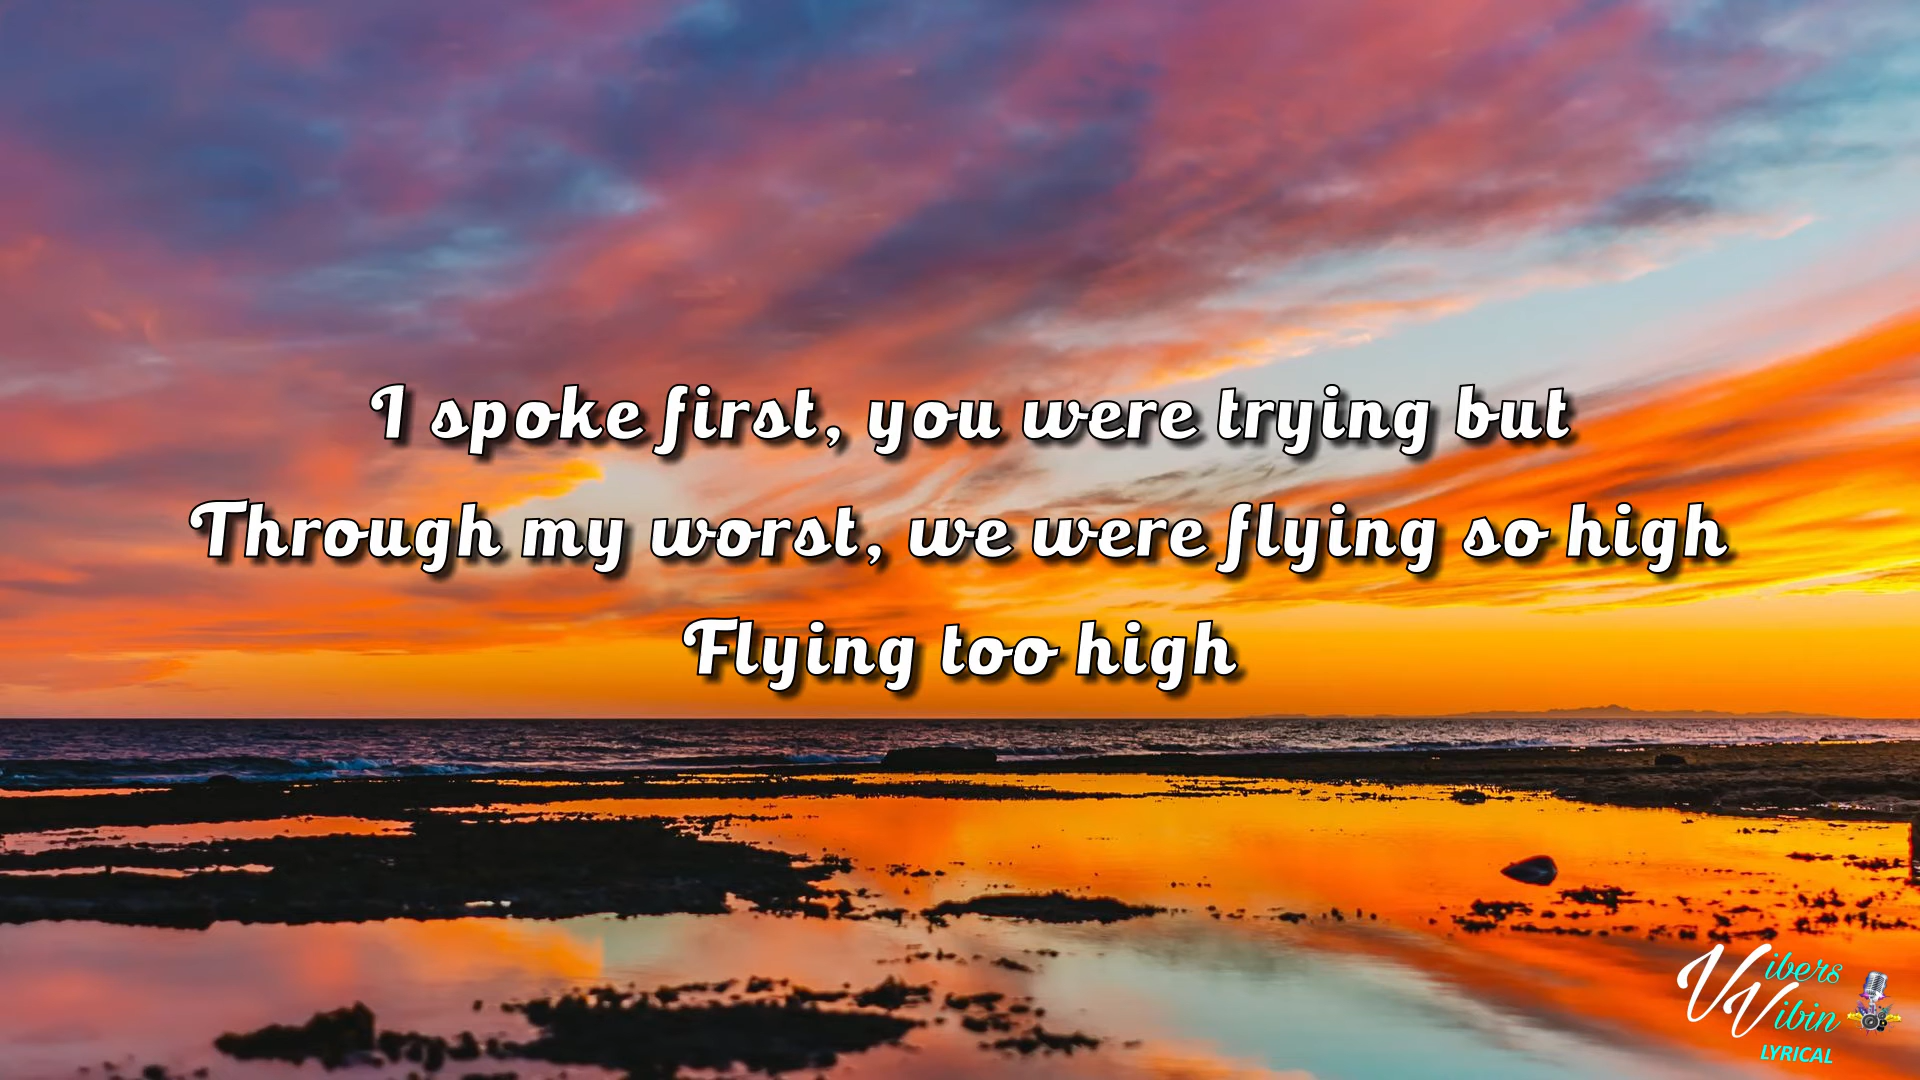 I spoke first, you were trying but
Through my worst, we were flying so high
Flying too high
Vibers
Vibin
LYRICAL